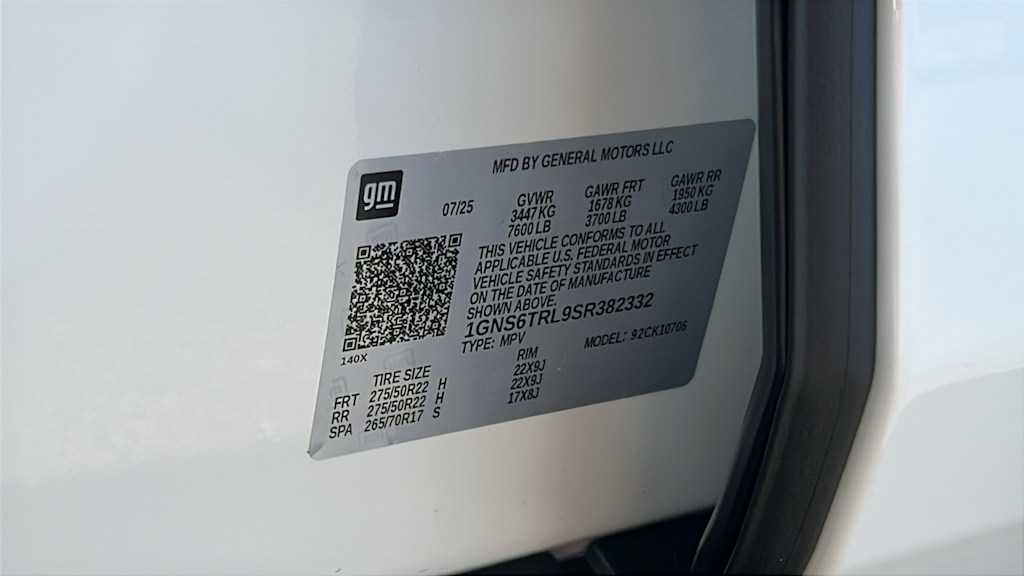 MFD BY GENERAL MOTORS LLC
gm
07/25
GVWR GAWR FRT GAWR RR
3447 KG 1678 KG 1950 KG
7600 LB 3700 LB 4300 LB
THIS VEHICLE CONFORMS TO ALL
APPLICABLE U.S. FEDERAL MOTOR
VEHICLE SAFETY STANDARDS IN EFFECT
ON THE DATE OF MANUFACTURE
SHOWN ABOVE.
1GNS6TRL9SR382332
TYPE: MPV MODEL: 92CK10706
140X
TIRE SIZE RIM
FRT 275/50R22 H 22X9J
RR 275/50R22 H 22X9J
SPA 265/70R17 S 17X8J